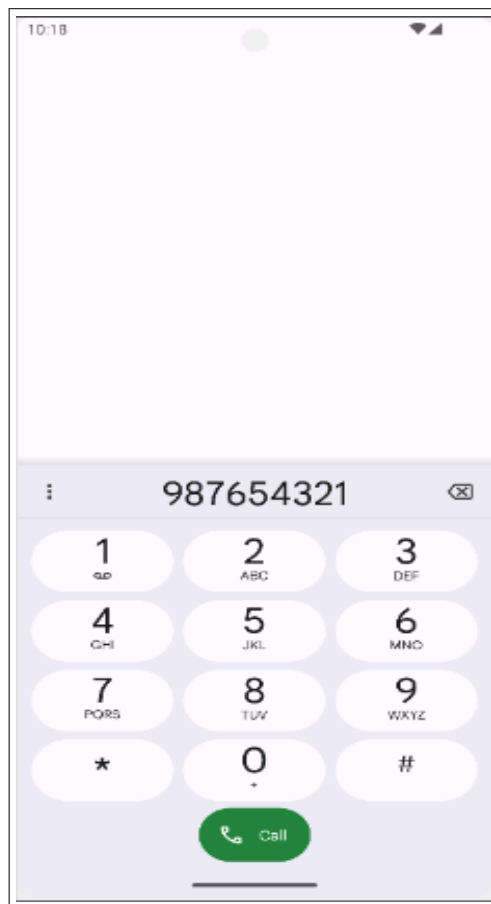 10:18
987654321
1 2 3
ABC DEF
4 5 6
GHI JKL MNO
7 8 9
PQRS TUV WXYZ
* 0 #
+
Call